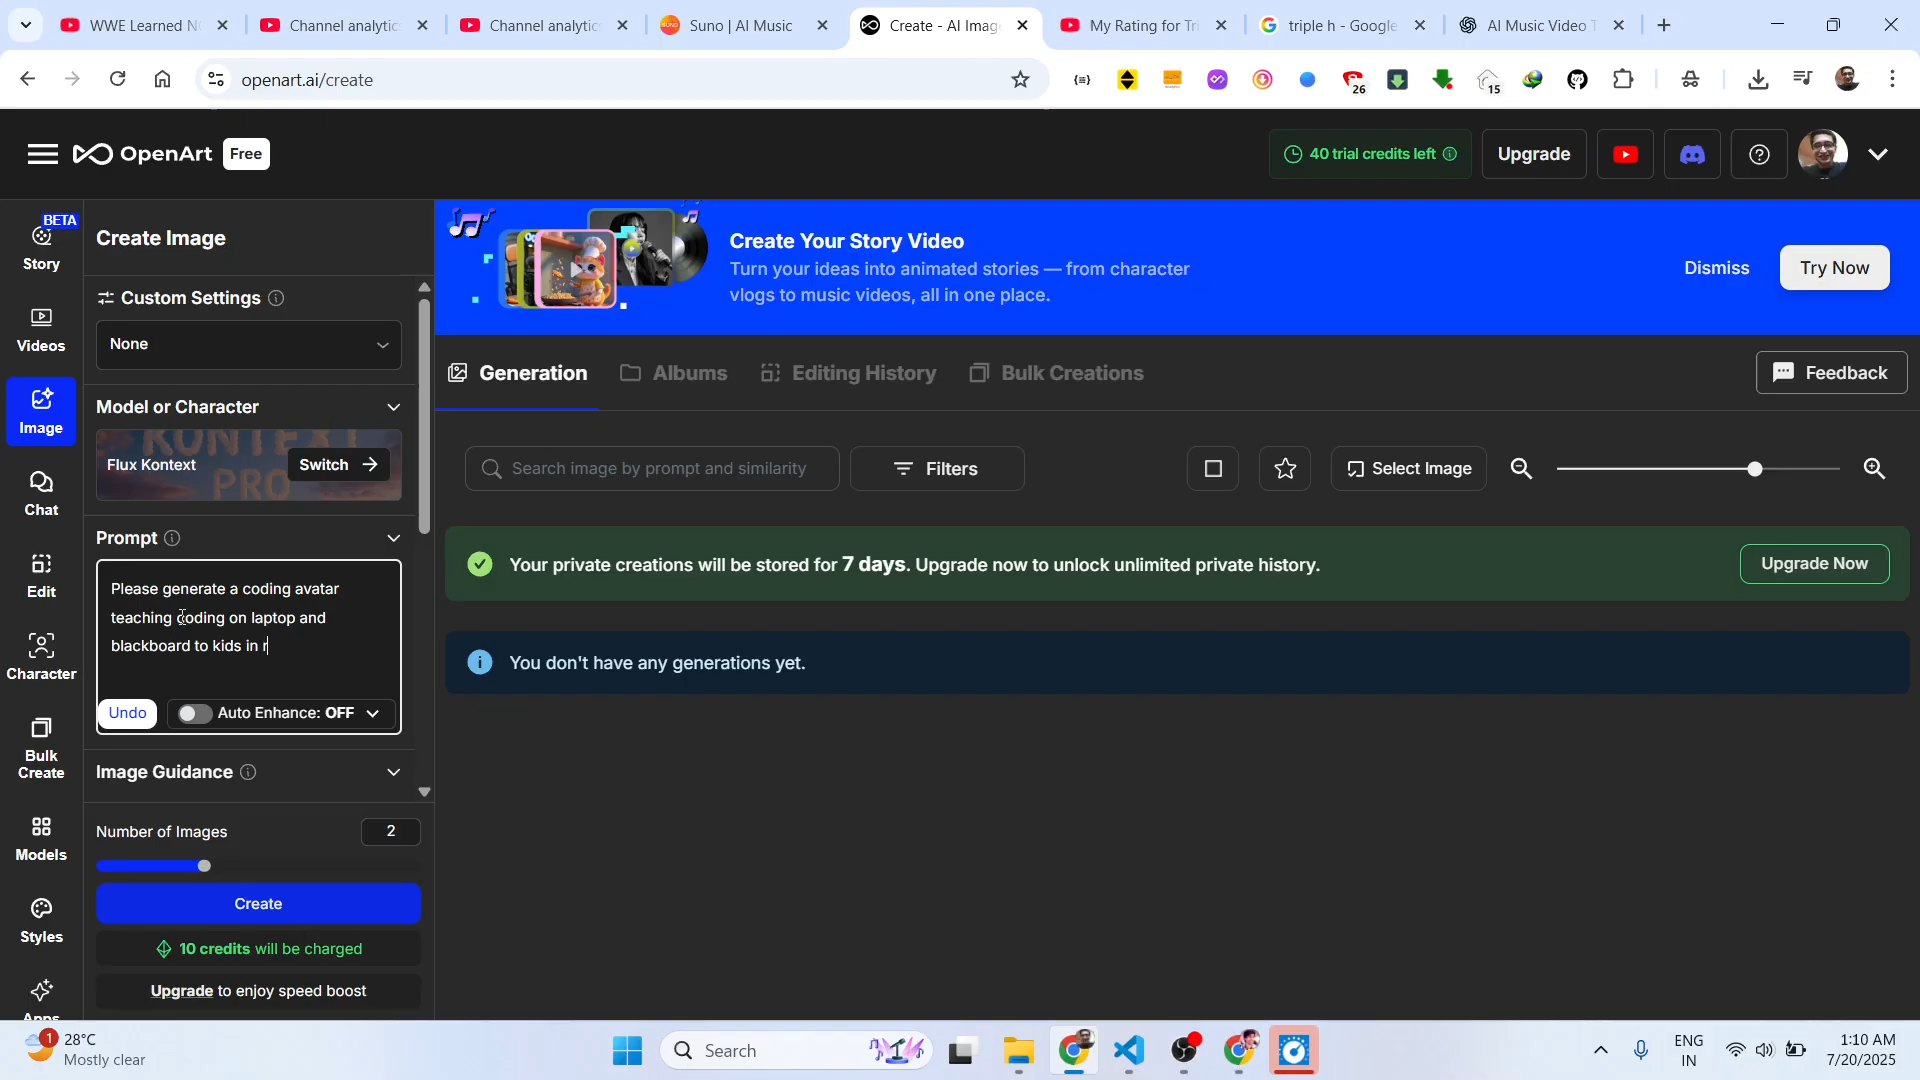 WWE Learned N
Channel analytic
Channel analytic
Suno | AI Music
Create - AI Imag
My Rating for Tri
triple h - Google
AI Music Video T
openart.ai/create
26
15
OpenArt
Free
40 trial credits left
Upgrade
BETA
Story
Videos
Image
Chat
Edit
Character
Bulk
Create
Models
Styles
Apps
Create Image
Custom Settings
None
Model or Character
KONTEXT
PRO
Flux Kontext
Switch
Prompt
Please generate a coding avatar
teaching coding on laptop and
blackboard to kids in r
Undo
Auto Enhance: OFF
Image Guidance
Number of Images
2
Create
10 credits will be charged
Upgrade to enjoy speed boost
Create Your Story Video
Turn your ideas into animated stories — from character
vlogs to music videos, all in one place.
Dismiss
Try Now
Generation
Albums
Editing History
Bulk Creations
Feedback
Search image by prompt and similarity
Filters
Select Image
Your private creations will be stored for 7 days. Upgrade now to unlock unlimited private history.
Upgrade Now
You don't have any generations yet.
1
28°C
Mostly clear
Search
ENG
IN
1:10 AM
7/20/2025